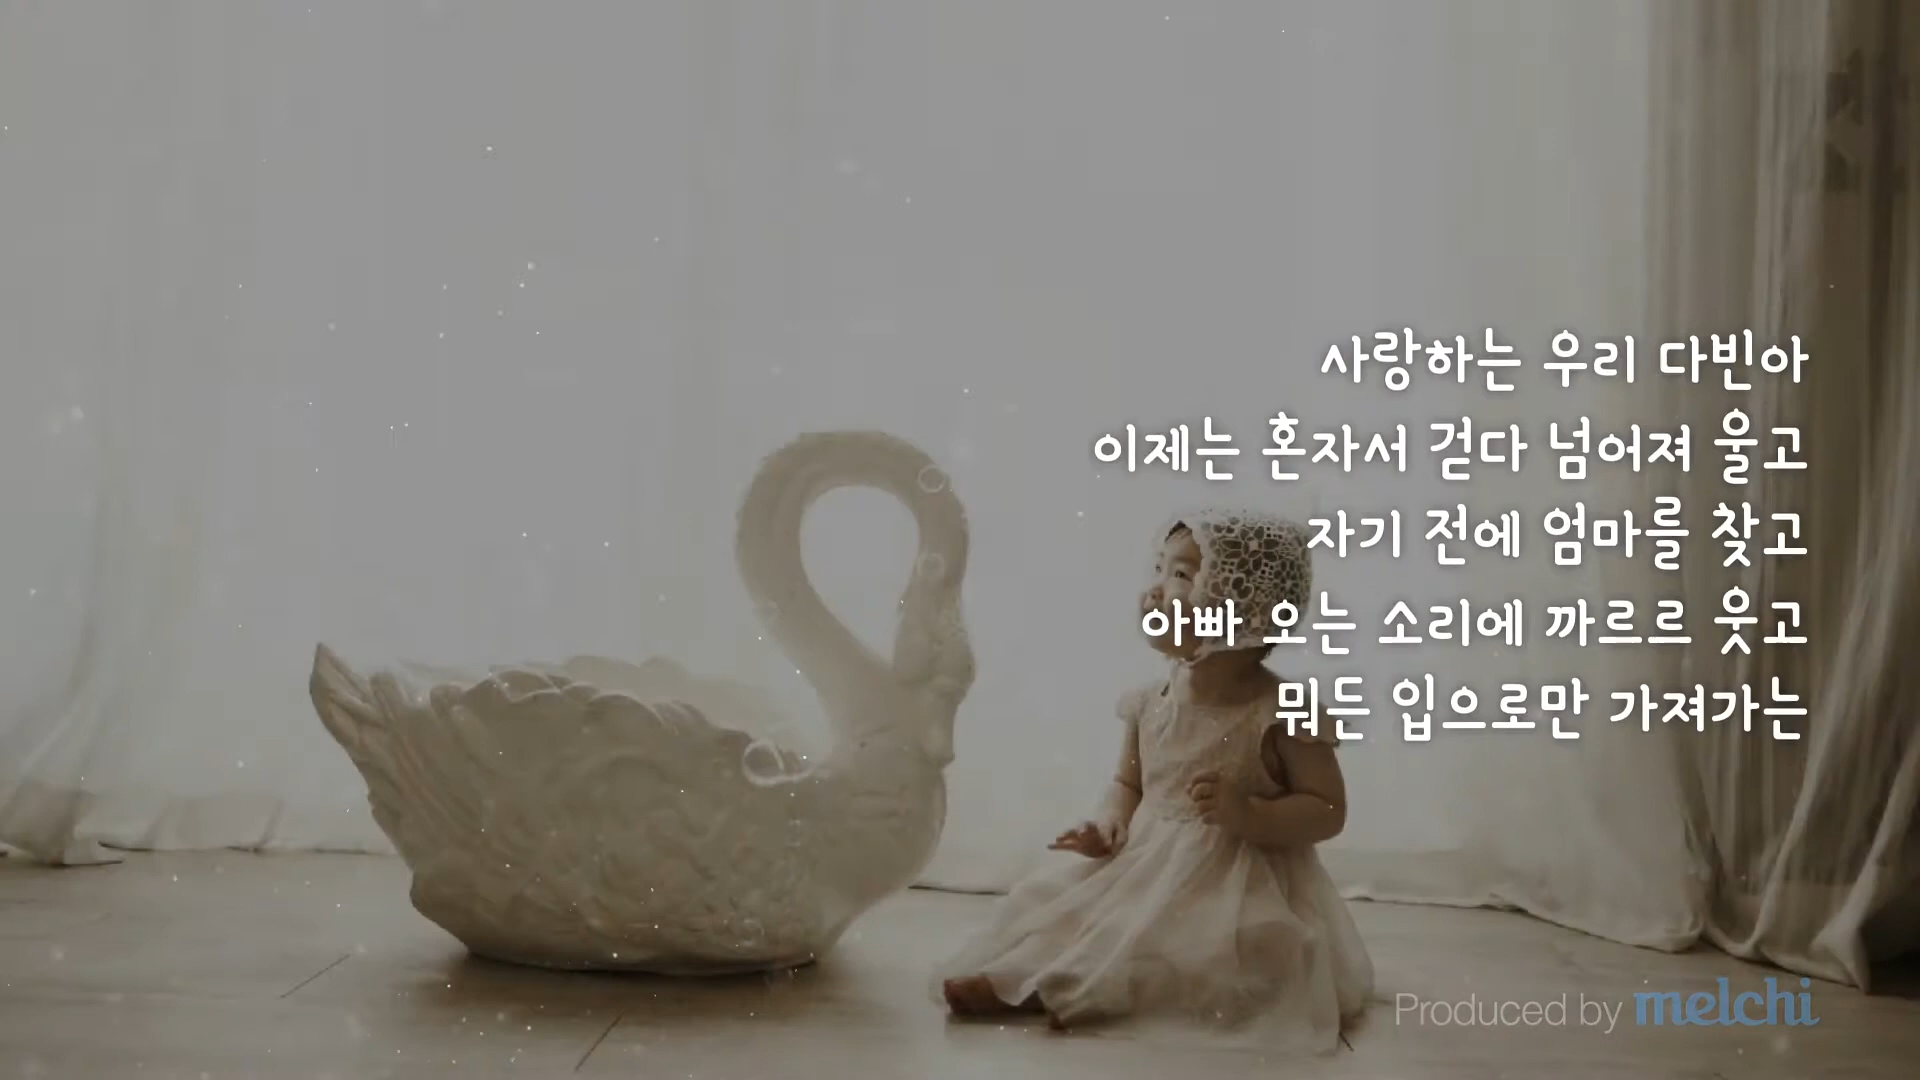 사랑하는 우리 다빈아
이제는 혼자서 걷다 넘어져 울고
자기 전에 엄마를 찾고
아빠 오는 소리에 까르르 웃고
뭐든 입으로만 가져가는
Produced by melchi